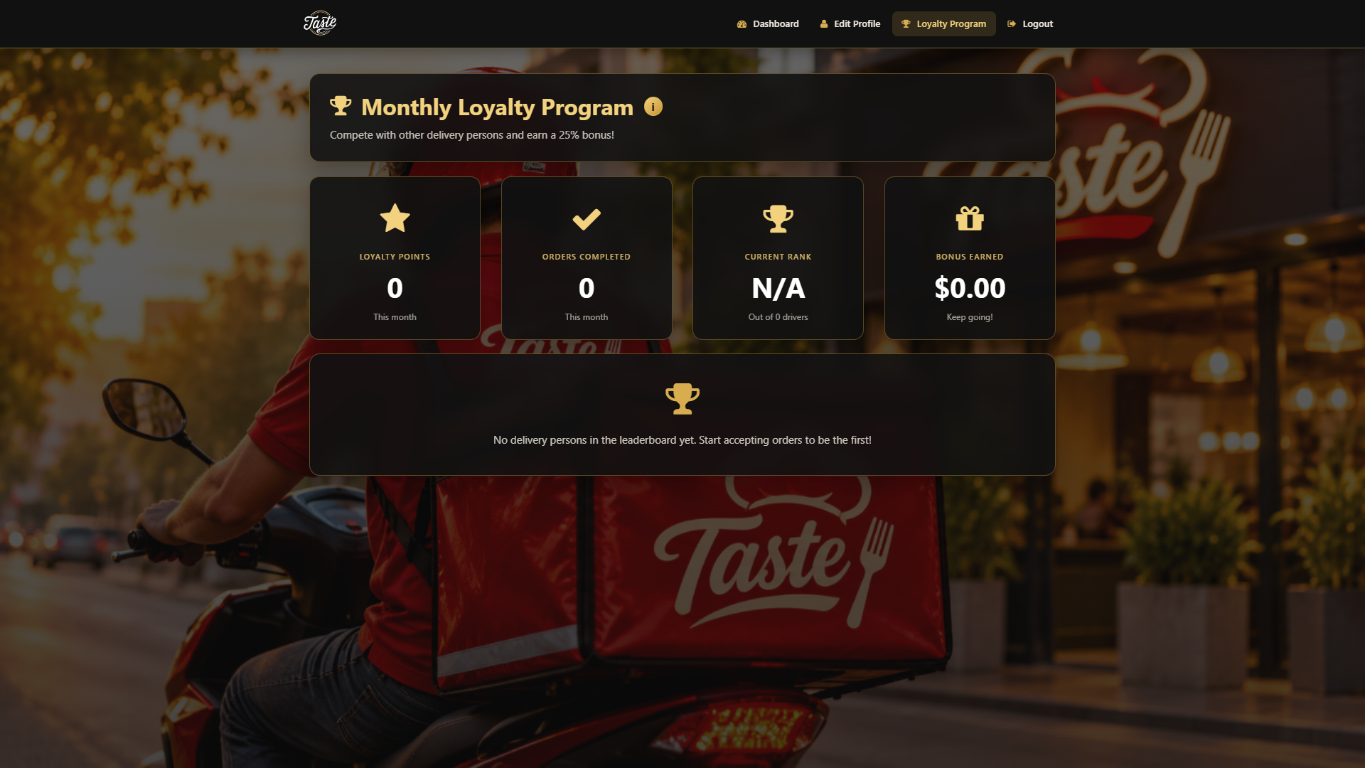 Taste
Dashboard
Edit Profile
Loyalty Program
Logout
Monthly Loyalty Program i
Compete with other delivery persons and earn a 25% bonus!
Taste
LOYALTY POINTS
0
This month
ORDERS COMPLETED
0
This month
CURRENT RANK
N/A
Out of 0 drivers
BONUS EARNED
$0.00
Keep going!
Taste
No delivery persons in the leaderboard yet. Start accepting orders to be the first!
Taste